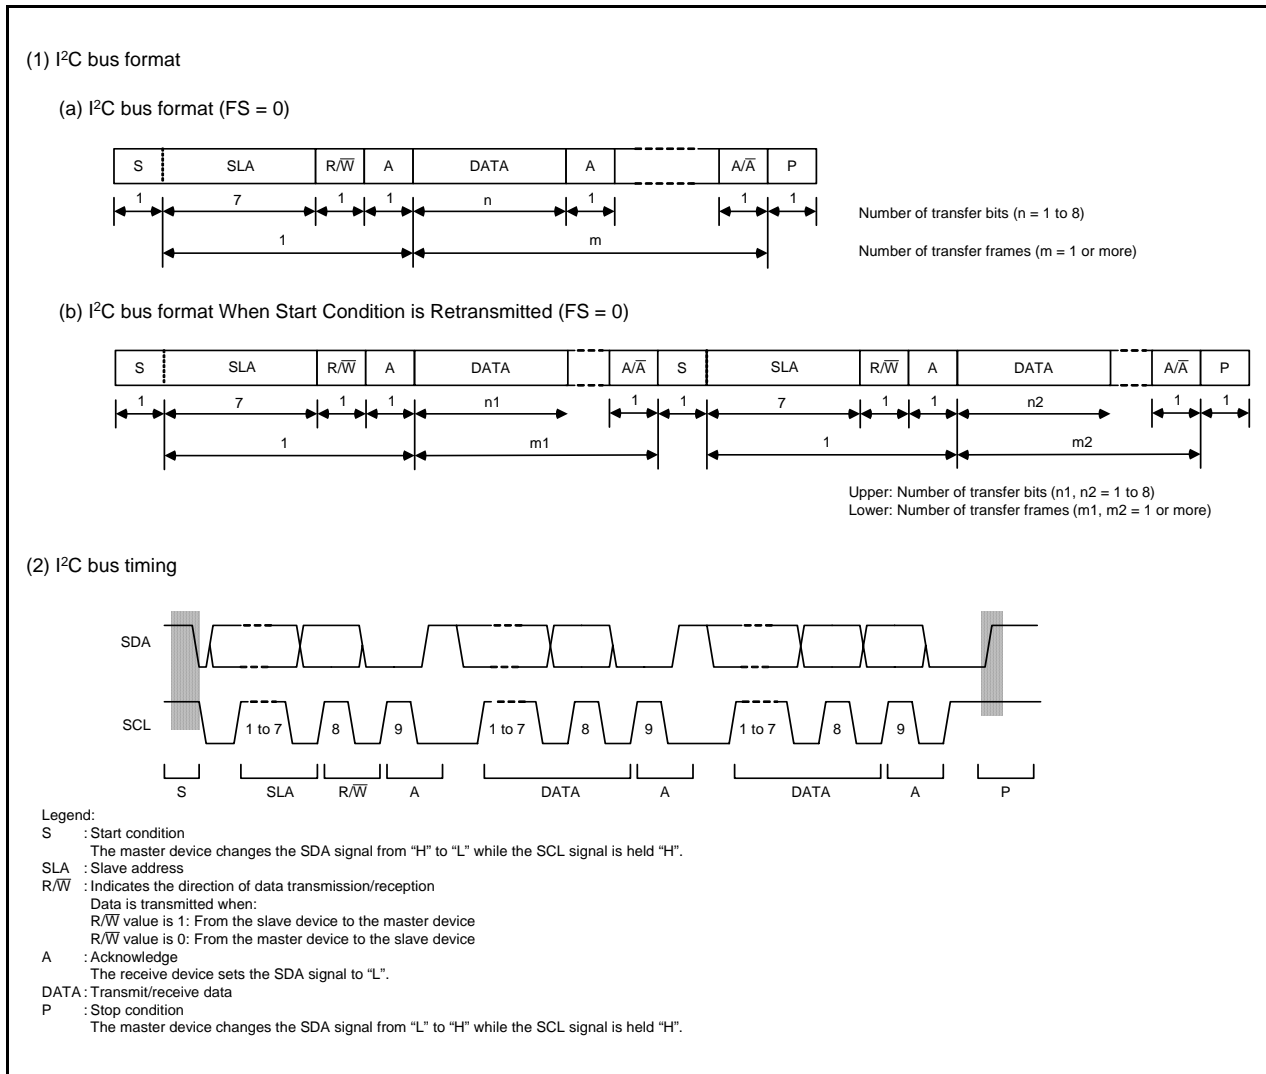 (1) I²C bus format
(a) I²C bus format (FS = 0)
S SLA R/W̅ A DATA A A/A̅ P
1 7 1 1 n 1 1 1
Number of transfer bits (n = 1 to 8)
1 m
Number of transfer frames (m = 1 or more)
(b) I²C bus format When Start Condition is Retransmitted (FS = 0)
S SLA R/W̅ A DATA A/A̅ S SLA R/W̅ A DATA A/A̅ P
1 7 1 1 n1 1 1 7 1 1 n2 1 1
1 m1 1 m2
Upper: Number of transfer bits (n1, n2 = 1 to 8)
Lower: Number of transfer frames (m1, m2 = 1 or more)
(2) I²C bus timing
SDA
SCL 1 to 7 8 9 1 to 7 8 9 1 to 7 8 9
S SLA R/W̅ A DATA A DATA A P
Legend:
S : Start condition
The master device changes the SDA signal from “H” to “L” while the SCL signal is held “H”.
SLA : Slave address
R/W̅ : Indicates the direction of data transmission/reception
Data is transmitted when:
R/W̅ value is 1: From the slave device to the master device
R/W̅ value is 0: From the master device to the slave device
A : Acknowledge
The receive device sets the SDA signal to “L”.
DATA : Transmit/receive data
P : Stop condition
The master device changes the SDA signal from “L” to “H” while the SCL signal is held “H”.